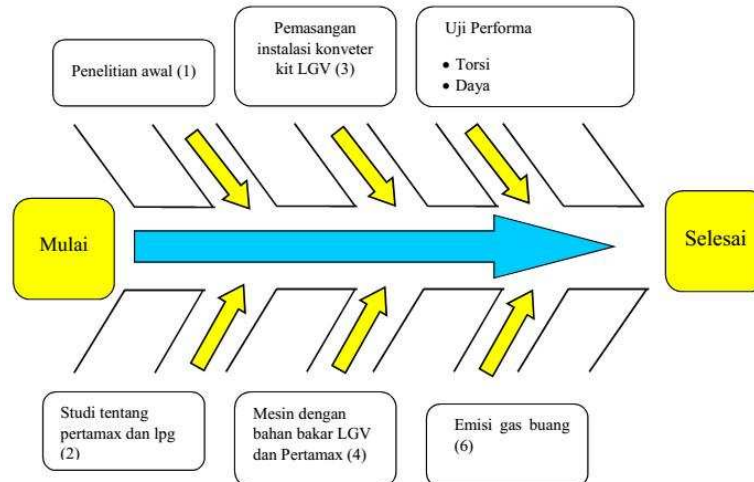 Penelitian awal (1)
Pemasangan
instalasi konveter
kit LGV (3)
Uji Performa
• Torsi
• Daya
Mulai
Selesai
Studi tentang
pertamax dan lpg
(2)
Mesin dengan
bahan bakar LGV
dan Pertamax (4)
Emisi gas buang
(6)